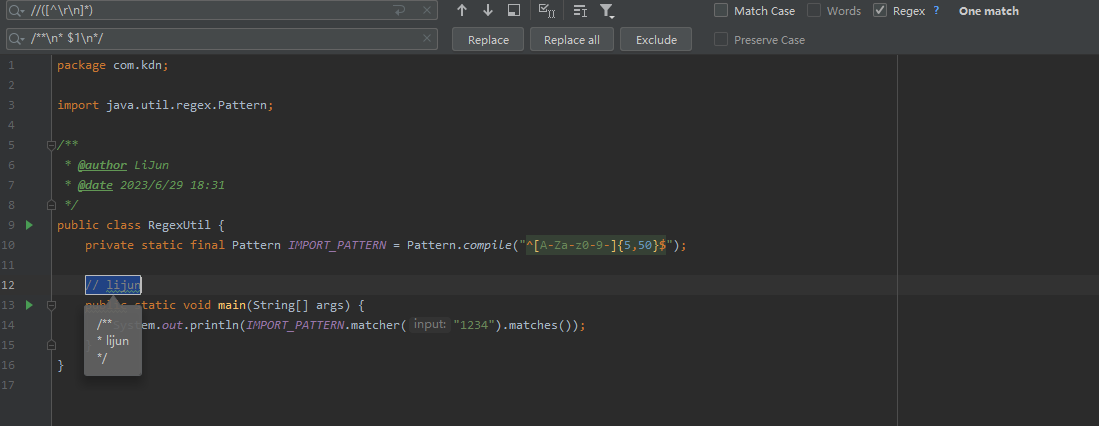 //([^\r\n]*)
Match Case Words Regex ? One match
/**\n* $1\n*/
Replace Replace all Exclude Preserve Case
1 package com.kdn;
2
3 import java.util.regex.Pattern;
4
5 /**
6 * @author LiJun
7 * @date 2023/6/29 18:31
8 */
9 public class RegexUtil {
10 private static final Pattern IMPORT_PATTERN = Pattern.compile("^[A-Za-z0-9-]{5,50}$");
11
12 // lijun
13 public static void main(String[] args) {
14 System.out.println(IMPORT_PATTERN.matcher( input: "1234").matches());
15 }
16 }
17
/**
* lijun
*/